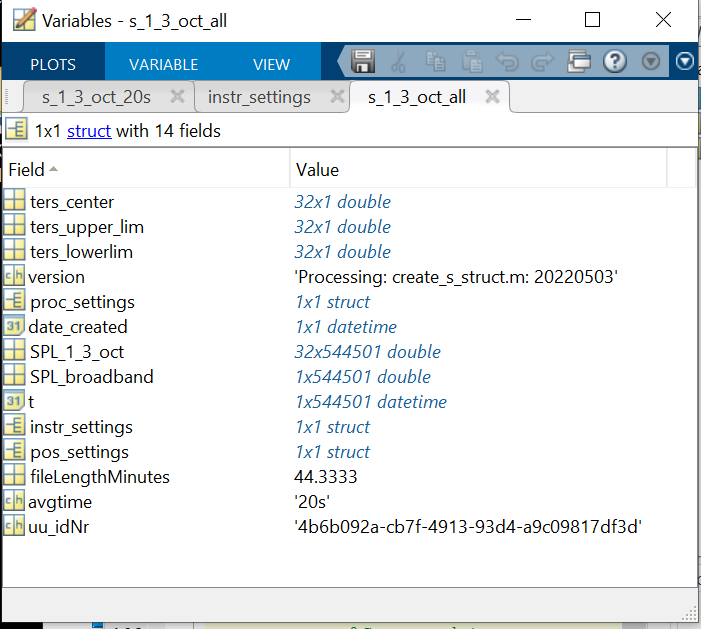 Variables - s_1_3_oct_all
PLOTS VARIABLE VIEW
s_1_3_oct_20s instr_settings s_1_3_oct_all
1x1 struct with 14 fields
Field Value
ters_center 32x1 double
ters_upper_lim 32x1 double
ters_lowerlim 32x1 double
version 'Processing: create_s_struct.m: 20220503'
proc_settings 1x1 struct
date_created 1x1 datetime
SPL_1_3_oct 32x544501 double
SPL_broadband 1x544501 double
t 1x544501 datetime
instr_settings 1x1 struct
pos_settings 1x1 struct
fileLengthMinutes 44.3333
avgtime '20s'
uu_idNr '4b6b092a-cb7f-4913-93d4-a9c09817df3d'